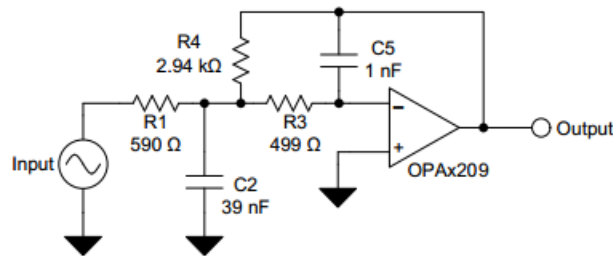 R4
2.94 kΩ
C5
1 nF
R1
590 Ω
R3
499 Ω
−
+
OPAx209
Output
Input
C2
39 nF